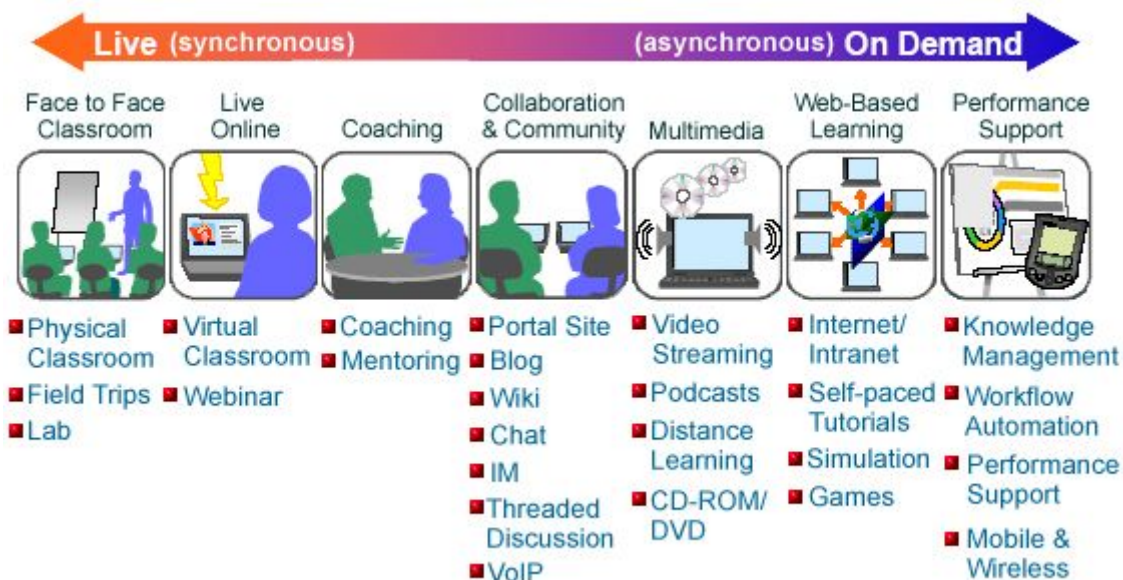 Live (synchronous) (asynchronous) On Demand
Face to Face
Classroom
Live
Online
Coaching
Collaboration
& Community
Multimedia
Web-Based
Learning
Performance
Support
Physical
Classroom
Field Trips
Lab
Virtual
Classroom
Webinar
Coaching
Mentoring
Portal Site
Blog
Wiki
Chat
IM
Threaded
Discussion
VoIP
Video
Streaming
Podcasts
Distance
Learning
CD-ROM/
DVD
Internet/
Intranet
Self-paced
Tutorials
Simulation
Games
Knowledge
Management
Workflow
Automation
Performance
Support
Mobile &
Wireless